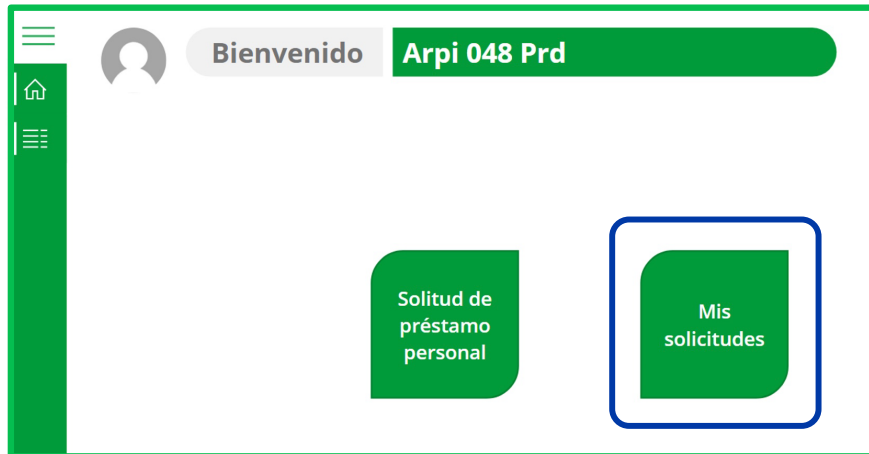 Bienvenido Arpi 048 Prd
Solitud de
préstamo
personal
Mis
solicitudes